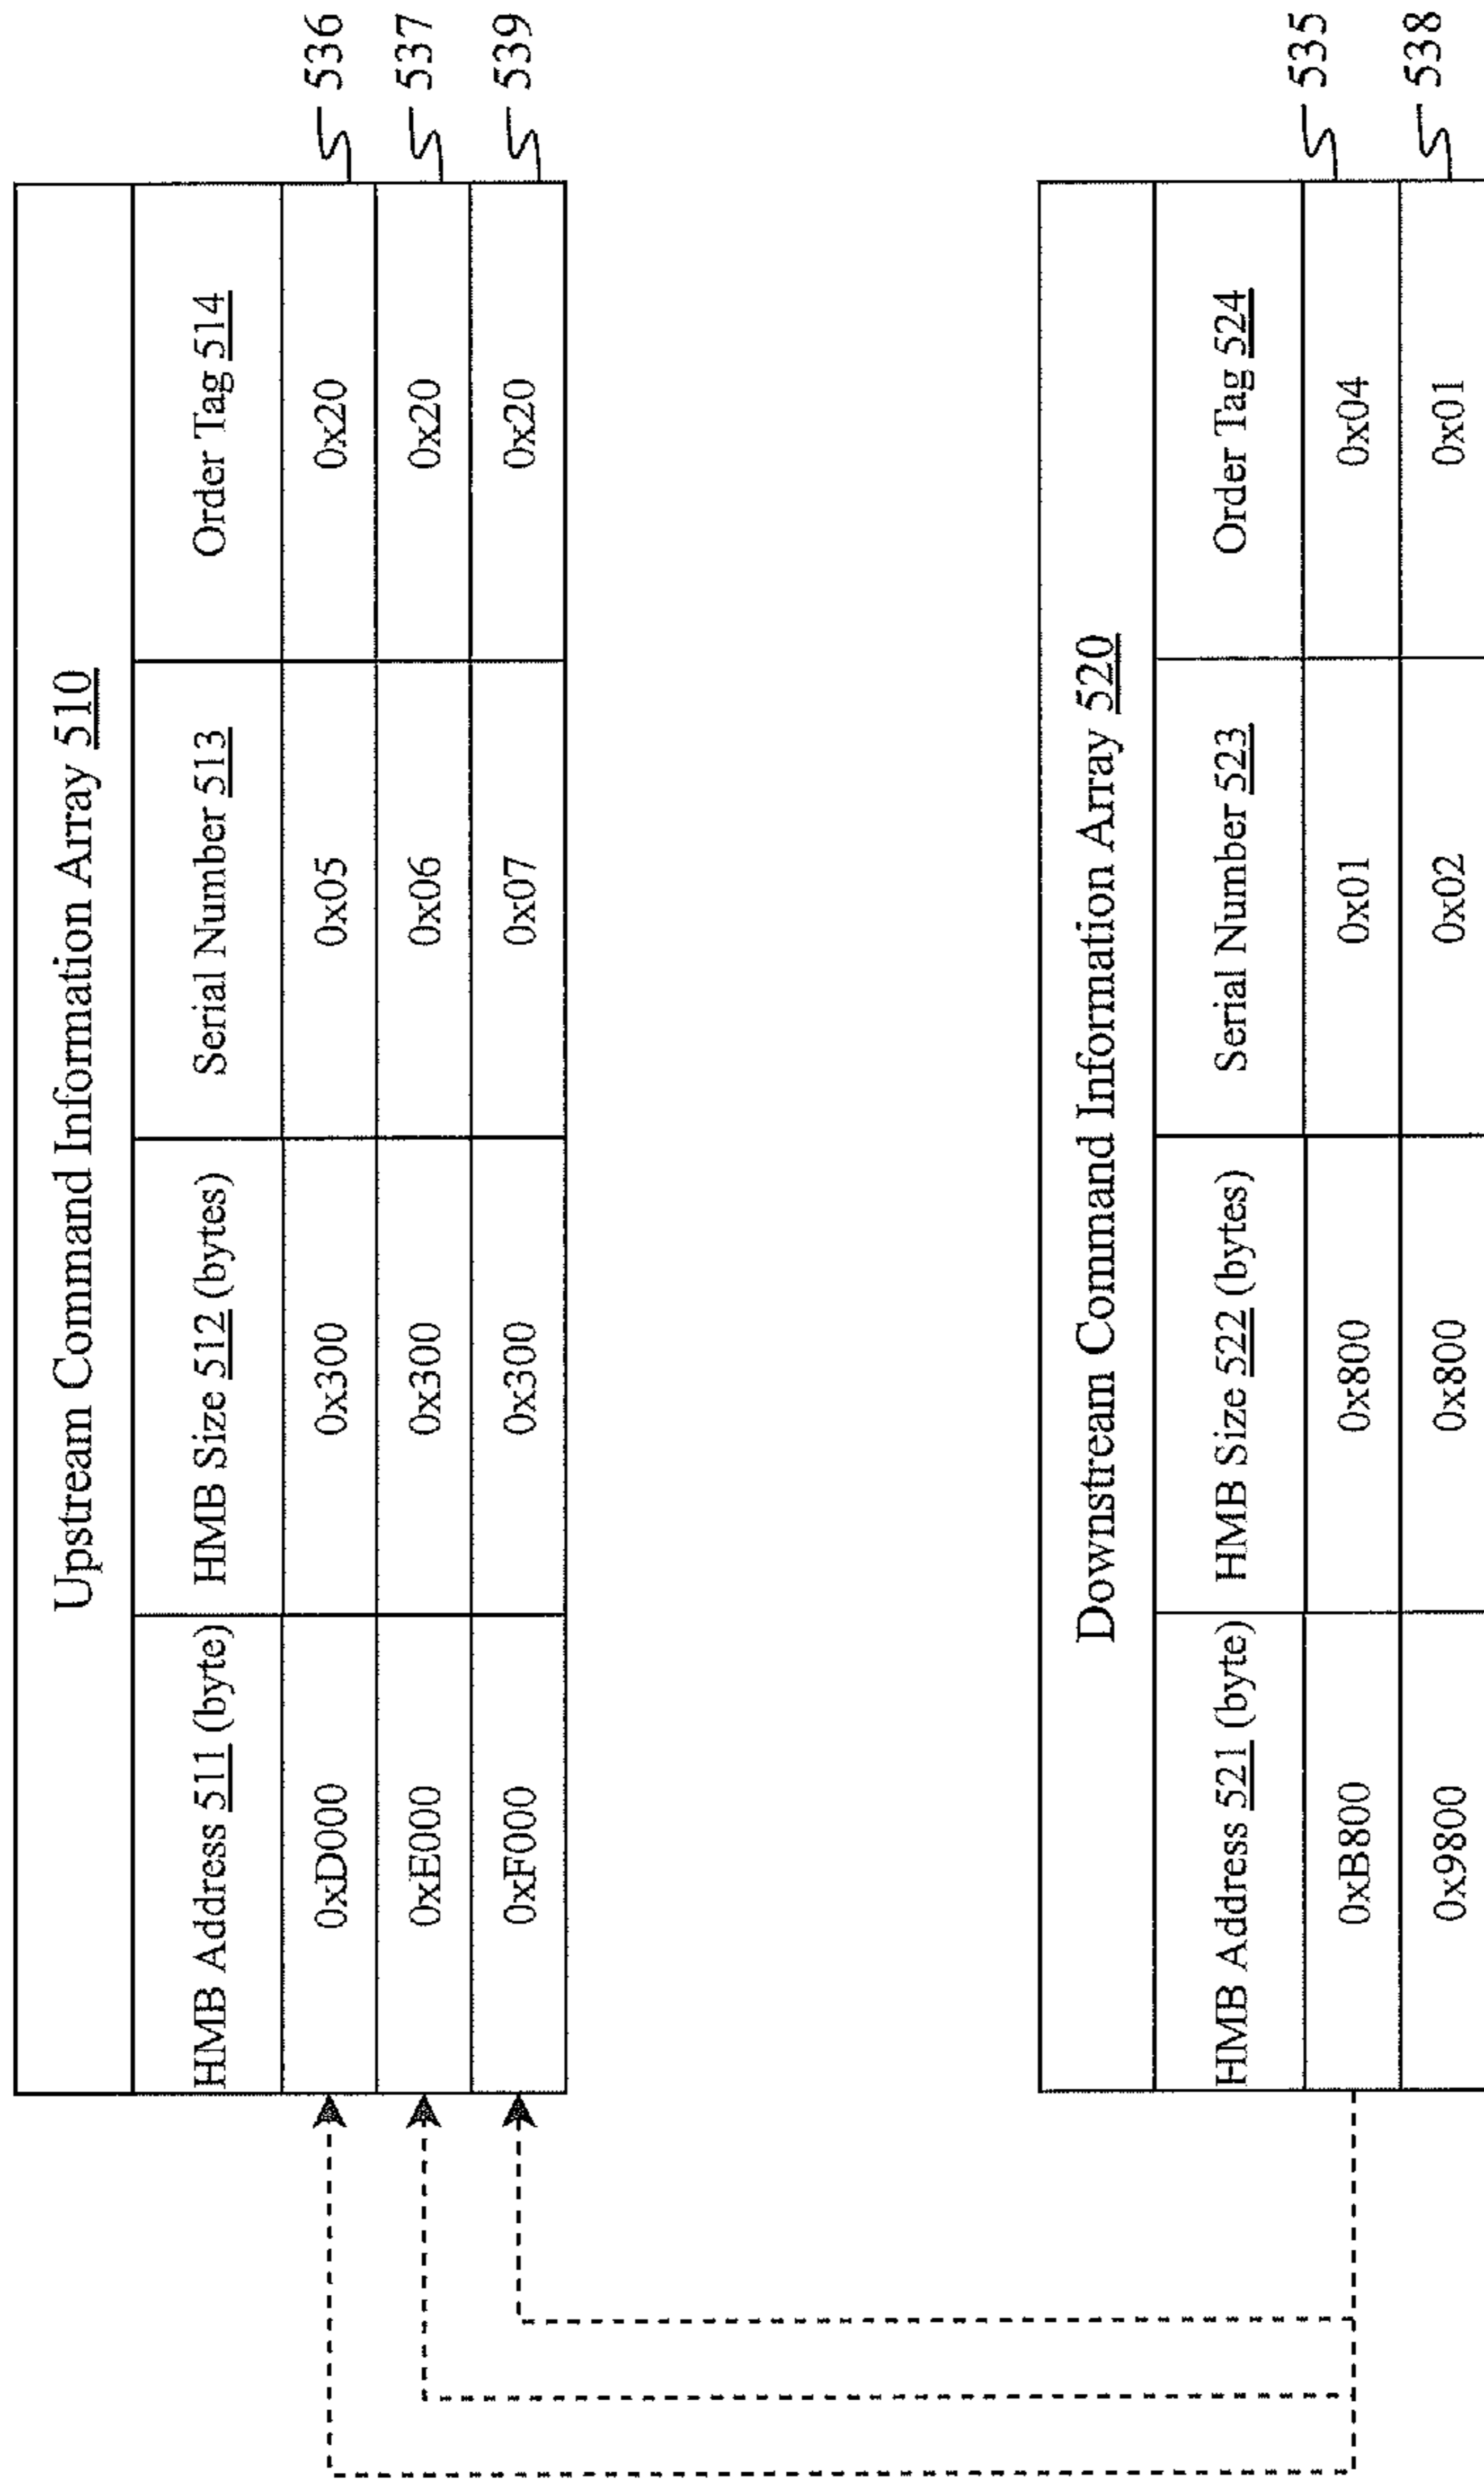 Upstream Command Information Array 510
HMB Address 511 (byte) HMB Size 512 (bytes) Serial Number 513 Order Tag 514
0xD000 0x300 0x05 0x20 536
0xE000 0x300 0x06 0x20 537
0xF000 0x300 0x07 0x20 539
Downstream Command Information Array 520
HMB Address 521 (byte) HMB Size 522 (bytes) Serial Number 523 Order Tag 524
0xB800 0x800 0x01 0x04 535
0x9800 0x800 0x02 0x01 538